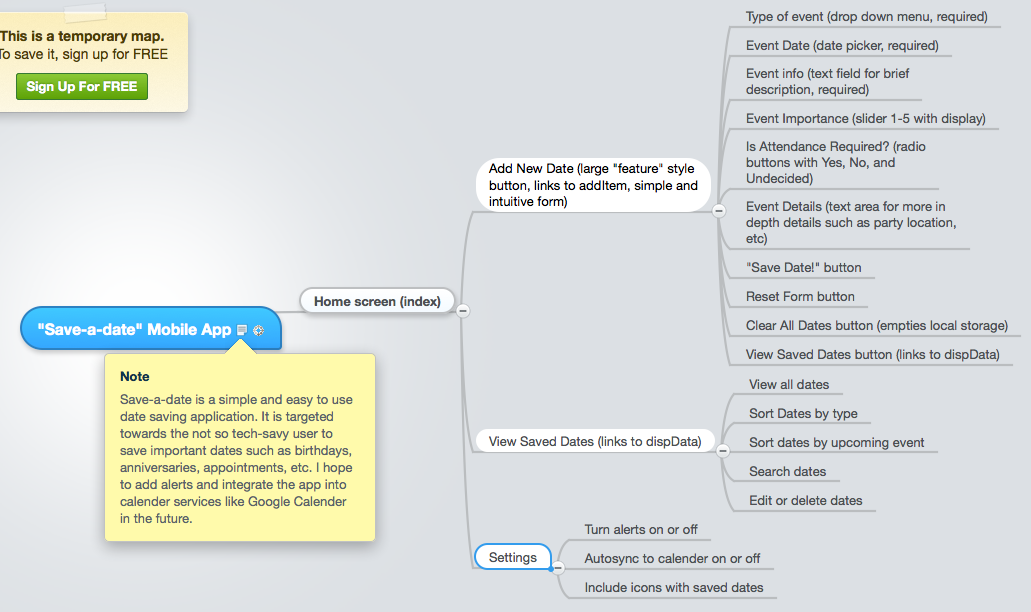 This is a temporary map.
To save it, sign up for FREE
Sign Up For FREE
"Save-a-date" Mobile App
Note
Save-a-date is a simple and easy to use
date saving application. It is targeted
towards the not so tech-savy user to
save important dates such as birthdays,
anniversaries, appointments, etc. I hope
to add alerts and integrate the app into
calender services like Google Calender
in the future.
Home screen (index)
Add New Date (large "feature" style
button, links to addItem, simple and
intuitive form)
Type of event (drop down menu, required)
Event Date (date picker, required)
Event info (text field for brief
description, required)
Event Importance (slider 1-5 with display)
Is Attendance Required? (radio
buttons with Yes, No, and
Undecided)
Event Details (text area for more in
depth details such as party location,
etc)
"Save Date!" button
Reset Form button
Clear All Dates button (empties local storage)
View Saved Dates button (links to dispData)
View Saved Dates (links to dispData)
View all dates
Sort Dates by type
Sort dates by upcoming event
Search dates
Edit or delete dates
Settings
Turn alerts on or off
Autosync to calender on or off
Include icons with saved dates